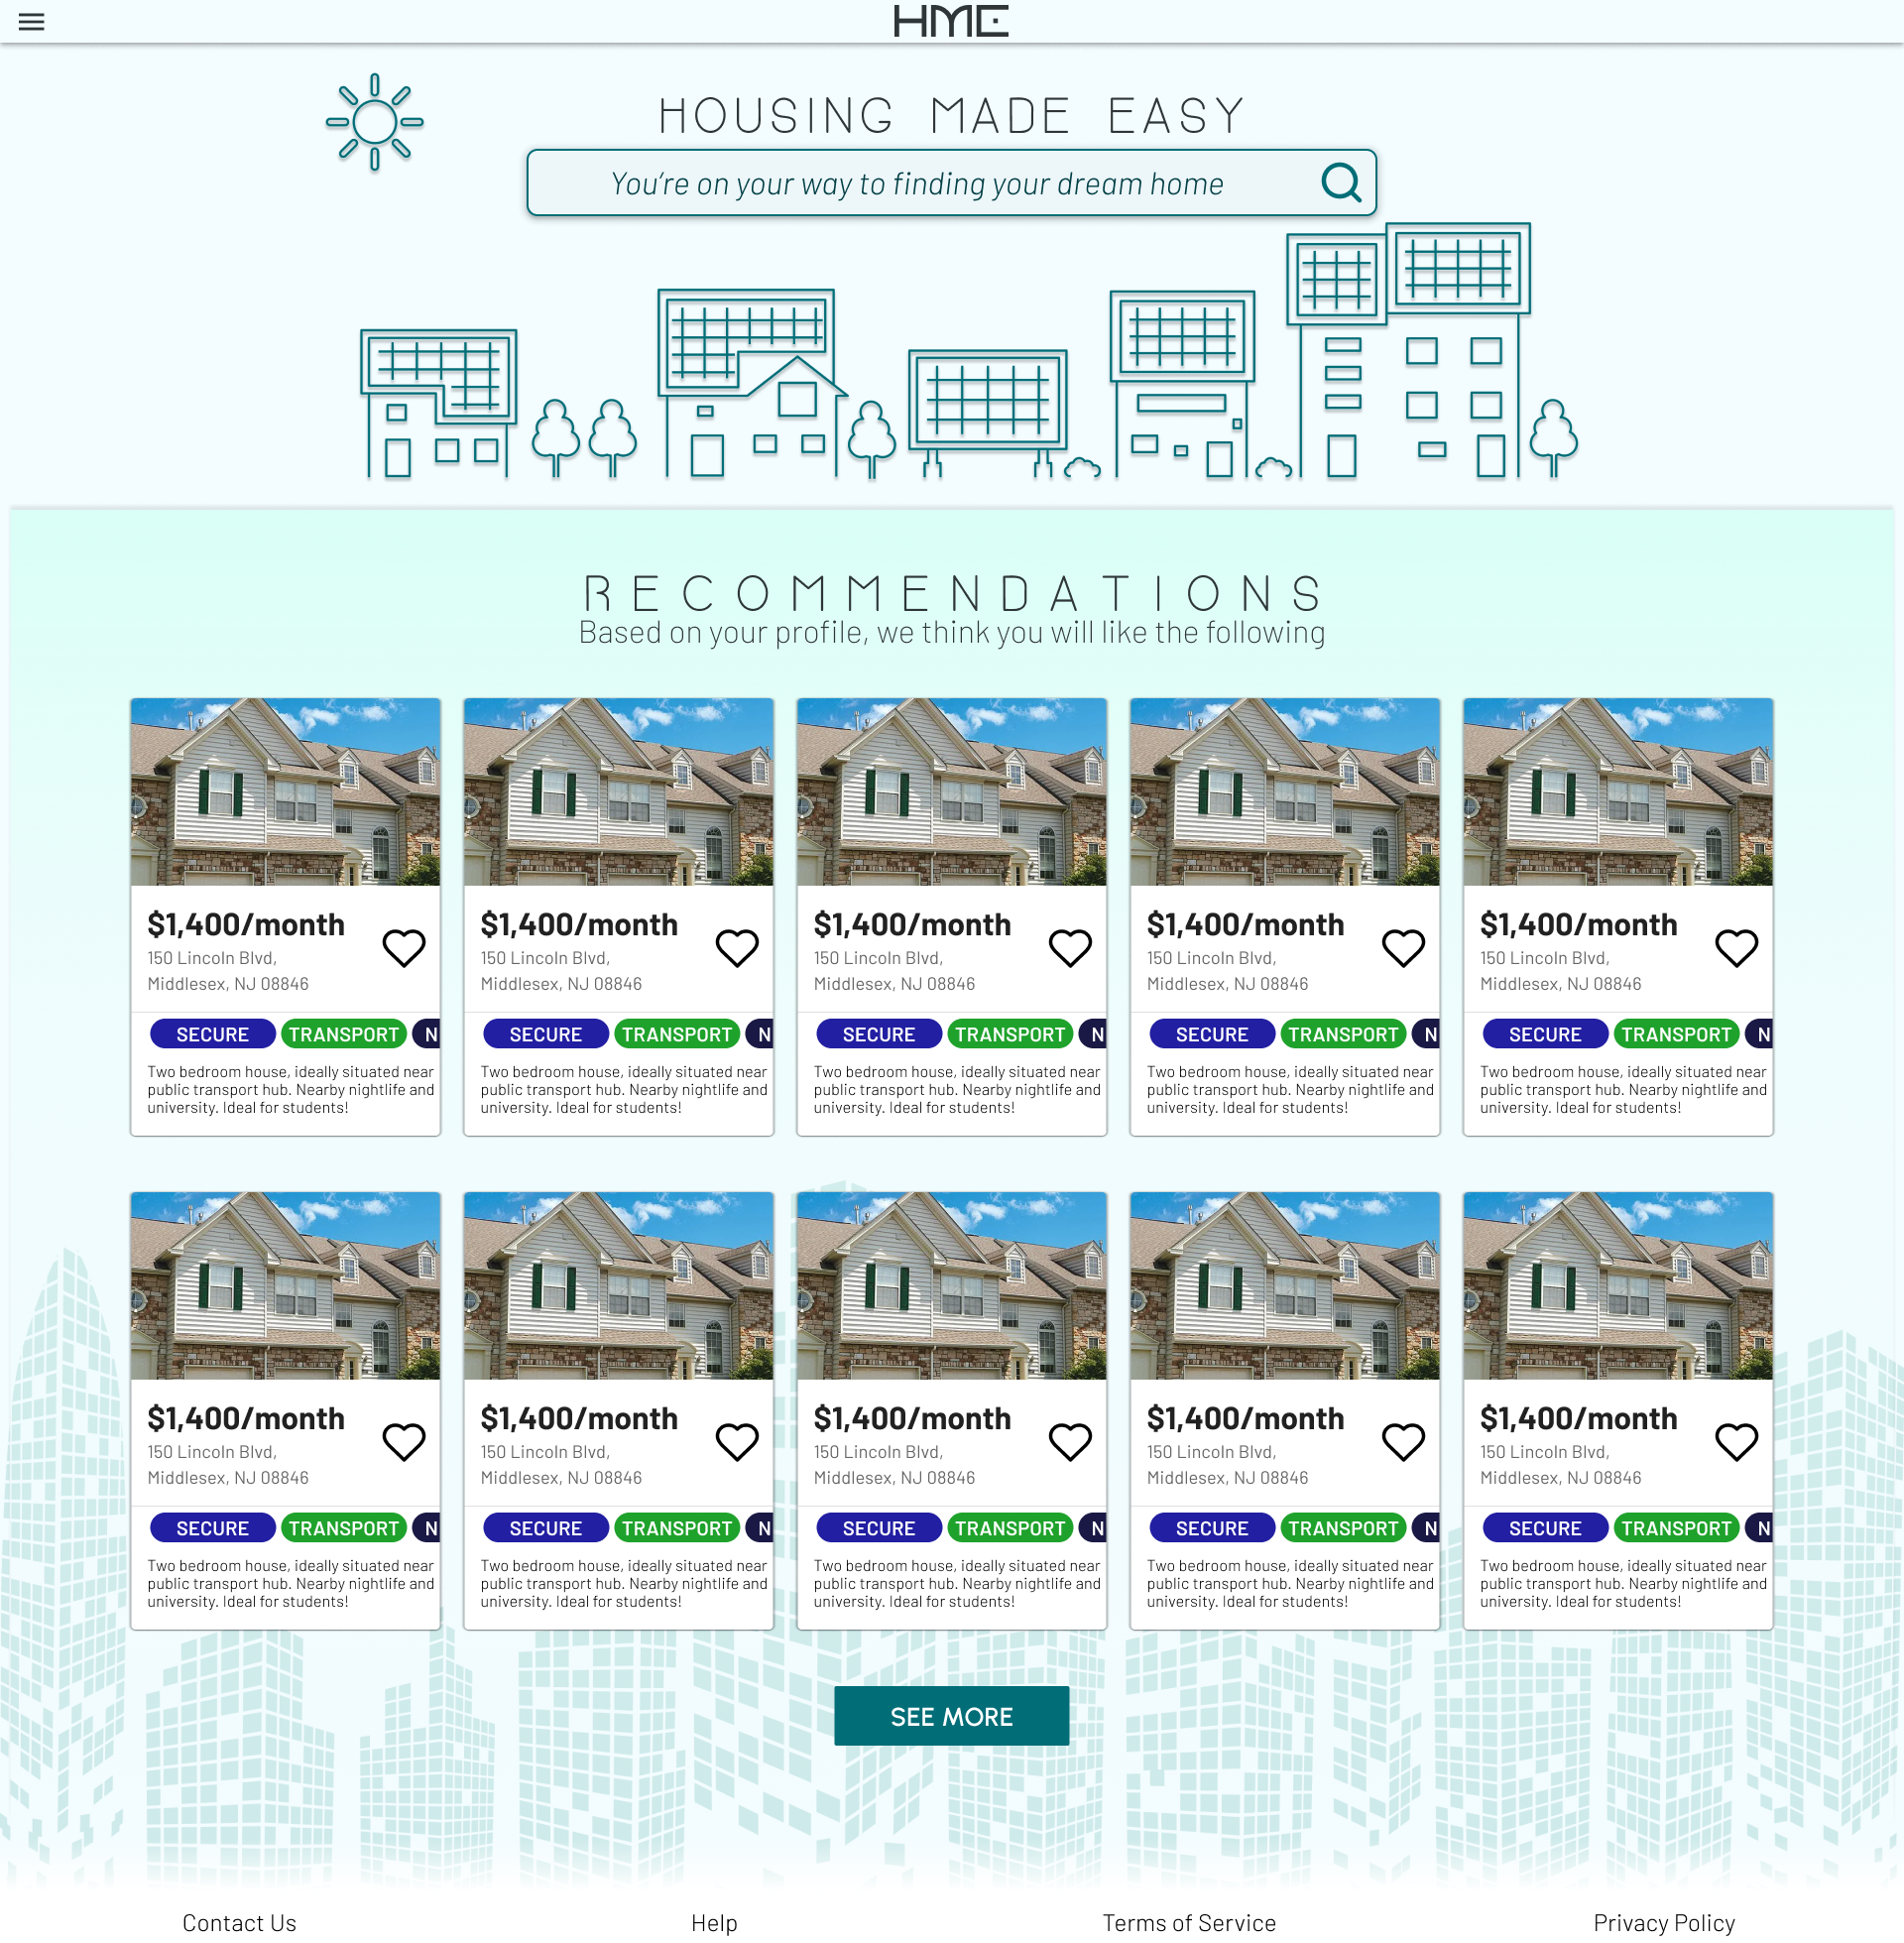 HME
HOUSING MADE EASY
You're on your way to finding your dream home
RECOMMENDATIONS
Based on your profile, we think you will like the following
$1,400/month
150 Lincoln Blvd,
Middlesex, NJ 08846
SECURE TRANSPORT N
Two bedroom house, ideally situated near
public transport hub. Nearby nightlife and
university. Ideal for students!
$1,400/month
150 Lincoln Blvd,
Middlesex, NJ 08846
SECURE TRANSPORT N
Two bedroom house, ideally situated near
public transport hub. Nearby nightlife and
university. Ideal for students!
$1,400/month
150 Lincoln Blvd,
Middlesex, NJ 08846
SECURE TRANSPORT N
Two bedroom house, ideally situated near
public transport hub. Nearby nightlife and
university. Ideal for students!
$1,400/month
150 Lincoln Blvd,
Middlesex, NJ 08846
SECURE TRANSPORT N
Two bedroom house, ideally situated near
public transport hub. Nearby nightlife and
university. Ideal for students!
$1,400/month
150 Lincoln Blvd,
Middlesex, NJ 08846
SECURE TRANSPORT N
Two bedroom house, ideally situated near
public transport hub. Nearby nightlife and
university. Ideal for students!
$1,400/month
150 Lincoln Blvd,
Middlesex, NJ 08846
SECURE TRANSPORT N
Two bedroom house, ideally situated near
public transport hub. Nearby nightlife and
university. Ideal for students!
$1,400/month
150 Lincoln Blvd,
Middlesex, NJ 08846
SECURE TRANSPORT N
Two bedroom house, ideally situated near
public transport hub. Nearby nightlife and
university. Ideal for students!
$1,400/month
150 Lincoln Blvd,
Middlesex, NJ 08846
SECURE TRANSPORT N
Two bedroom house, ideally situated near
public transport hub. Nearby nightlife and
university. Ideal for students!
$1,400/month
150 Lincoln Blvd,
Middlesex, NJ 08846
SECURE TRANSPORT N
Two bedroom house, ideally situated near
public transport hub. Nearby nightlife and
university. Ideal for students!
$1,400/month
150 Lincoln Blvd,
Middlesex, NJ 08846
SECURE TRANSPORT N
Two bedroom house, ideally situated near
public transport hub. Nearby nightlife and
university. Ideal for students!
SEE MORE
Contact Us Help Terms of Service Privacy Policy